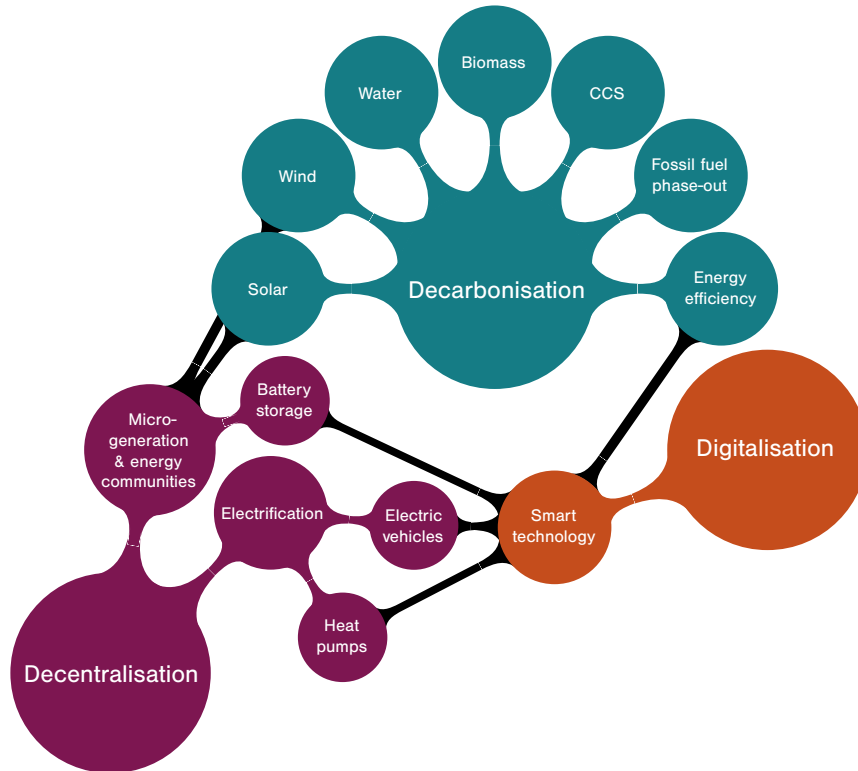 Biomass
Water
CCS
Wind
Fossil fuel
phase-out
Solar
Decarbonisation
Energy
efficiency
Battery
storage
Micro-
generation
& energy
communities
Digitalisation
Electrification
Electric
vehicles
Smart
technology
Heat
pumps
Decentralisation